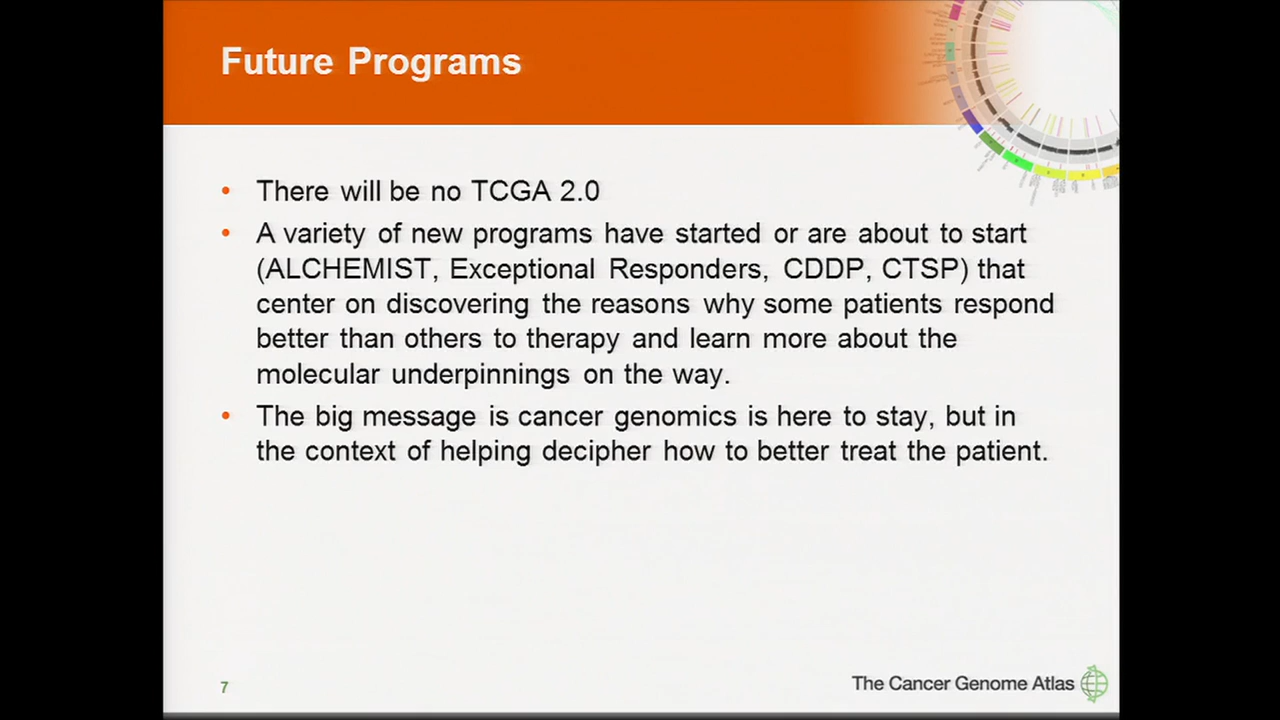 Future Programs
• There will be no TCGA 2.0
• A variety of new programs have started or are about to start
(ALCHEMIST, Exceptional Responders, CDDP, CTSP) that
center on discovering the reasons why some patients respond
better than others to therapy and learn more about the
molecular underpinnings on the way.
• The big message is cancer genomics is here to stay, but in
the context of helping decipher how to better treat the patient.
7
The Cancer Genome Atlas